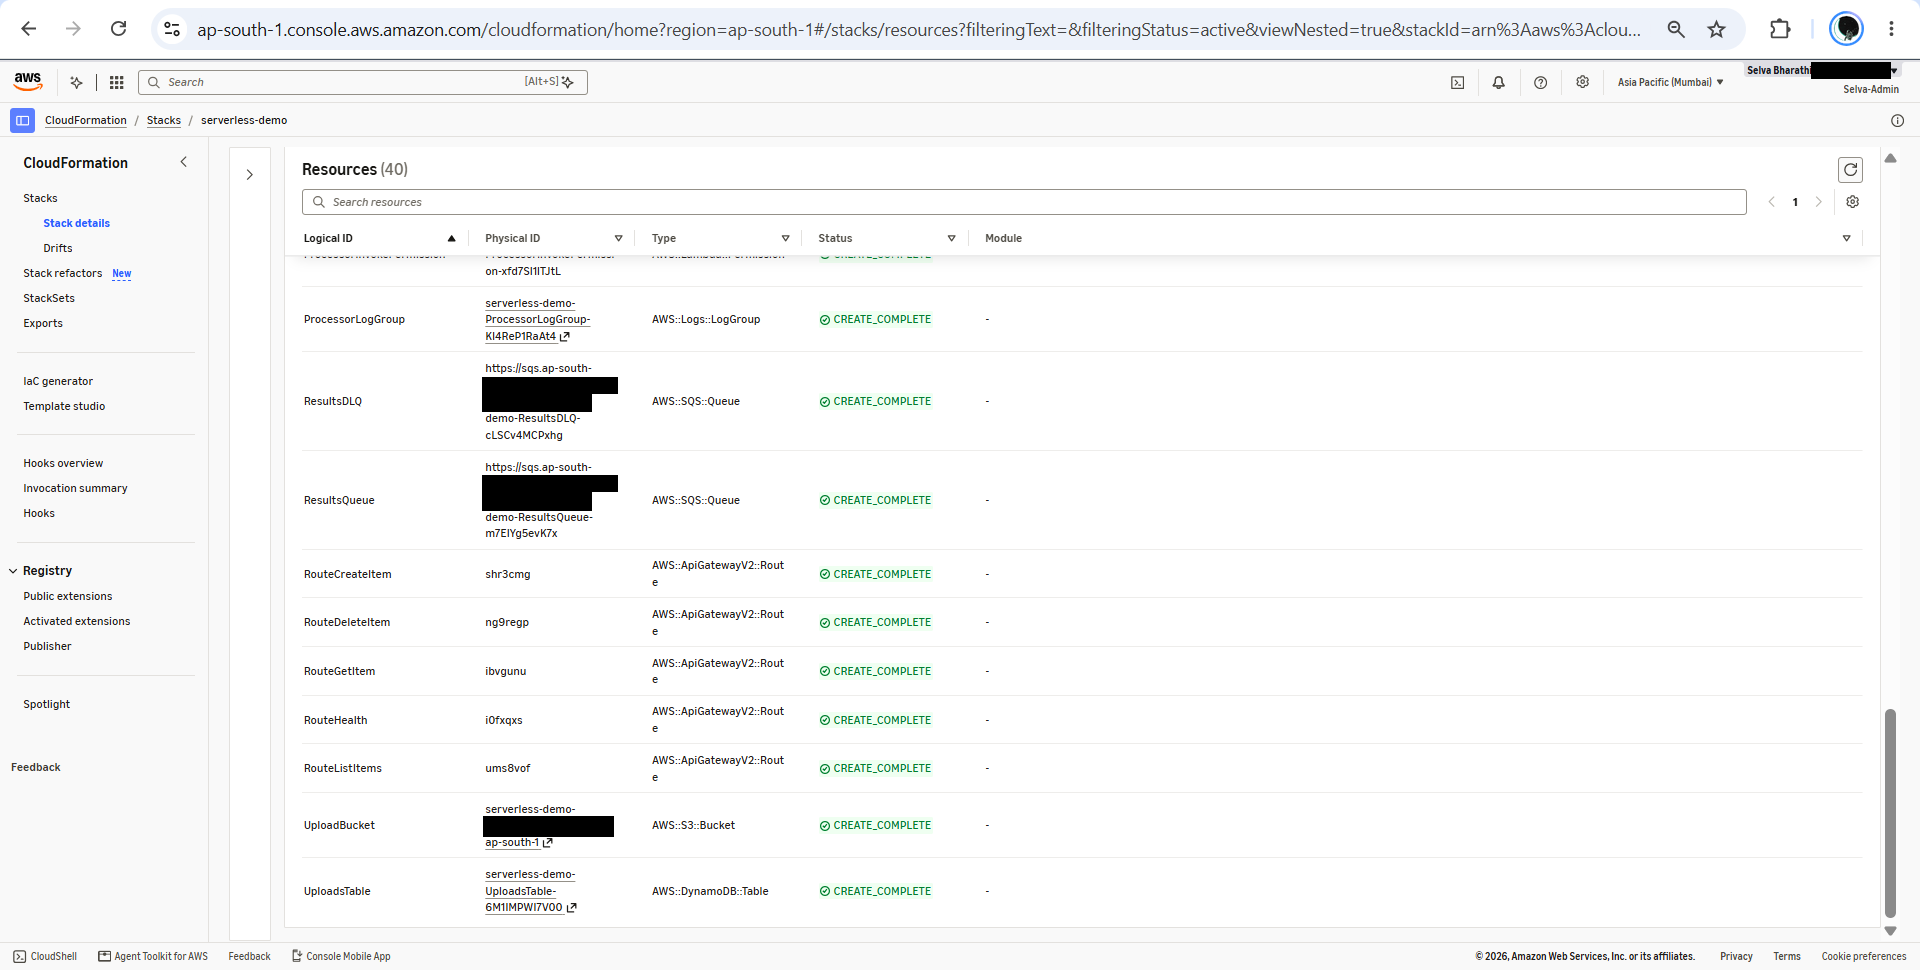 ap-south-1.console.aws.amazon.com/cloudformation/home?region=ap-south-1#/stacks/resources?filteringText=&filteringStatus=active&viewNested=true&stackId=arn%3Aaws%3Aclou...
aws
Search
[Alt+S]
Asia Pacific (Mumbai)
Selva Bharathi
Selva-Admin
CloudFormation / Stacks / serverless-demo
CloudFormation
Stacks
Stack details
Drifts
Stack refactors New
StackSets
Exports
IaC generator
Template studio
Hooks overview
Invocation summary
Hooks
Registry
Public extensions
Activated extensions
Publisher
Spotlight
Feedback
Resources (40)
Search resources
1
Logical ID Physical ID Type Status Module
on-xfd7SI1ITJtL
ProcessorLogGroup
serverless-demo-
ProcessorLogGroup-
KI4ReP1RaAt4
AWS::Logs::LogGroup
CREATE_COMPLETE
-
ResultsDLQ
https://sqs.ap-south-
demo-ResultsDLQ-
cLSCv4MCPxhg
AWS::SQS::Queue
CREATE_COMPLETE
-
ResultsQueue
https://sqs.ap-south-
demo-ResultsQueue-
m7EIYg5evK7x
AWS::SQS::Queue
CREATE_COMPLETE
-
RouteCreateItem
shr3cmg
AWS::ApiGatewayV2::Rout
e
CREATE_COMPLETE
-
RouteDeleteItem
ng9regp
AWS::ApiGatewayV2::Rout
e
CREATE_COMPLETE
-
RouteGetItem
ibvgunu
AWS::ApiGatewayV2::Rout
e
CREATE_COMPLETE
-
RouteHealth
i0fxqxs
AWS::ApiGatewayV2::Rout
e
CREATE_COMPLETE
-
RouteListItems
ums8vof
AWS::ApiGatewayV2::Rout
e
CREATE_COMPLETE
-
UploadBucket
serverless-demo-
ap-south-1
AWS::S3::Bucket
CREATE_COMPLETE
-
UploadsTable
serverless-demo-
UploadsTable-
6M1IMPWI7V00
AWS::DynamoDB::Table
CREATE_COMPLETE
-
CloudShell
Agent Toolkit for AWS
Feedback
Console Mobile App
© 2026, Amazon Web Services, Inc. or its affiliates.
Privacy
Terms
Cookie preferences